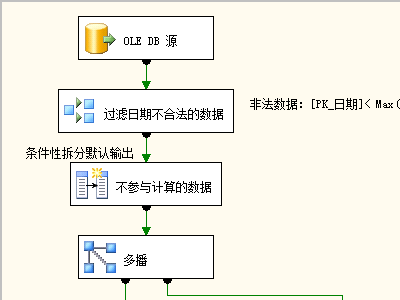 OLE DB 源
过滤日期不合法的数据
非法数据: [PK_日期]< Max(
条件性拆分默认输出
不参与计算的数据
多播